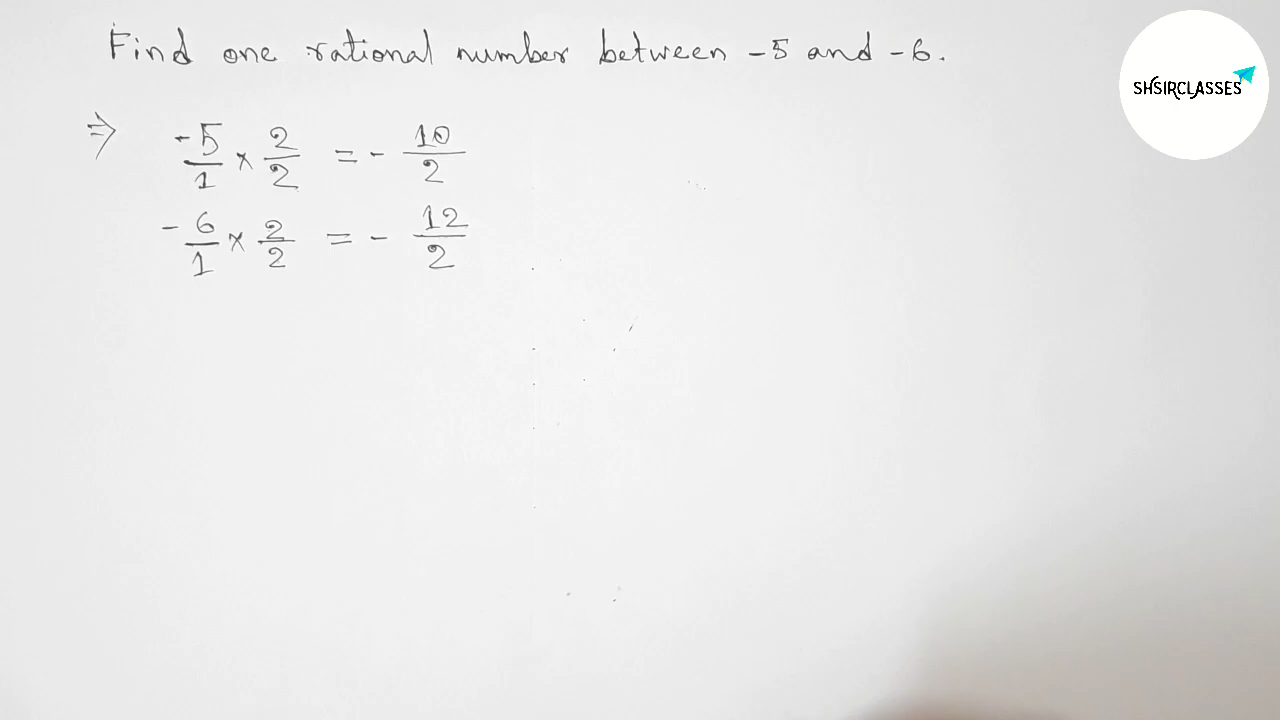 Find one rational number between -5 and -6.
SHSIRCLASSES
⇒ -5/1 × 2/2 = - 10/2
-6/1 × 2/2 = - 12/2